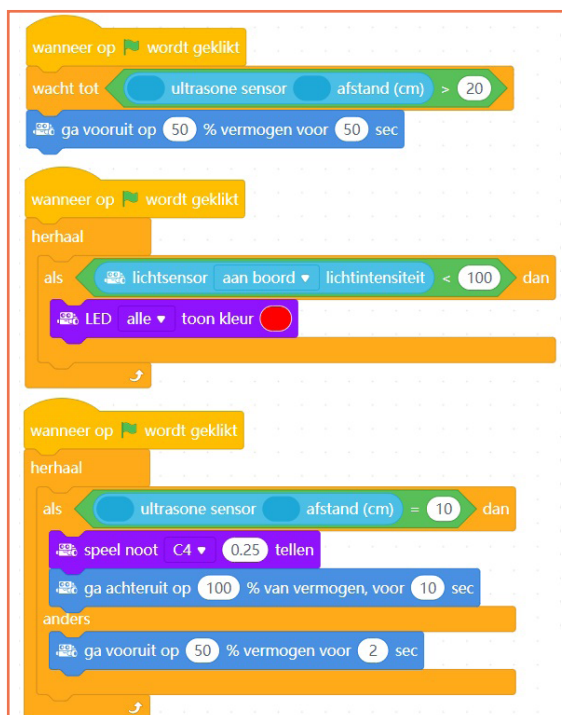 wanneer op wordt geklikt
wacht tot ultrasone sensor afstand (cm) > 20
ga vooruit op 50 % vermogen voor 50 sec
wanneer op wordt geklikt
herhaal
als lichtsensor aan boord lichtintensiteit < 100 dan
LED alle toon kleur
wanneer op wordt geklikt
herhaal
als ultrasone sensor afstand (cm) = 10 dan
speel noot C4 0.25 tellen
ga achteruit op 100 % van vermogen, voor 10 sec
anders
ga vooruit op 50 % vermogen voor 2 sec